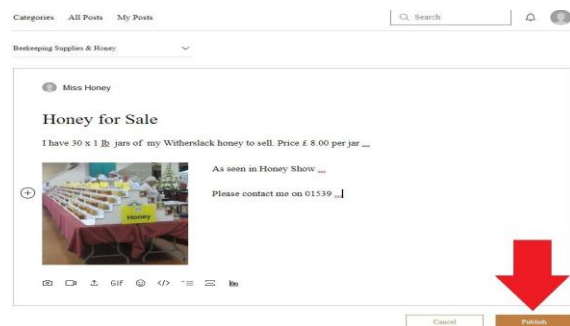 Categories All Posts My Posts Search
Beekeeping Supplies & Honey
Miss Honey
Honey for Sale
I have 30 x 1 lb jars of my Witherslack honey to sell. Price £ 8.00 per jar ...
As seen in Honey Show ...
Please contact me on 01539 ...
Honey
GIF
Cancel Publish